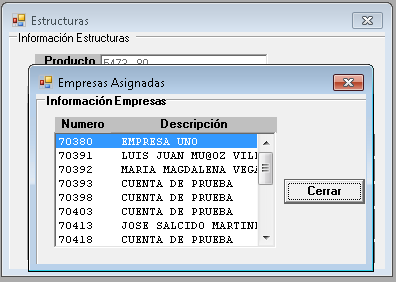 Estructuras
Información Estructuras
Producto
Empresas Asignadas
Información Empresas
Numero Descripción
70380 EMPRESA UNO
70391 LUIS JUAN MU@OZ VIL
70392 MARIA MAGDALENA VEGA
70393 CUENTA DE PRUEBA
70398 CUENTA DE PRUEBA
70403 CUENTA DE PRUEBA
70413 JOSE SALCIDO MARTIN
70418 CUENTA DE PRUEBA
Cerrar